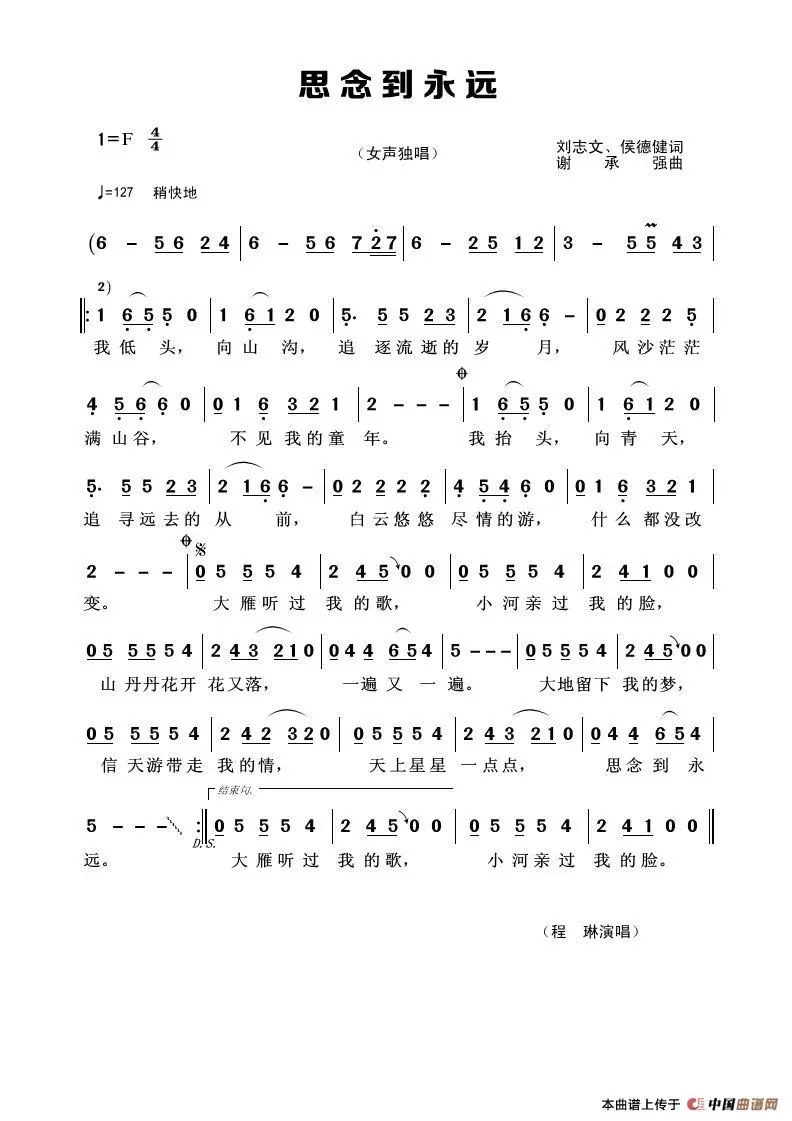 思念到永远
1=F 4/4
（女声独唱）
刘志文、侯德健词
谢 承 强曲
♩=127 稍快地
(6 - 5 6 2 4 | 6 - 5 6 7 2 7 | 6 - 2 5 1 2 | 3 - 5 5 4 3 |
2)
‖: 1 6 5 5 0 | 1 6 1 2 0 | 5. 5 5 2 3 | 2 1 6 6 - | 0 2 2 2 5 |
我 低 头， 向 山 沟， 追 逐 流 逝 的 岁 月， 风 沙 茫 茫
4 5 6 6 0 | 0 1 6 3 2 1 | 2 - - - | 1 6 5 5 0 | 1 6 1 2 0 |
满 山 谷， 不 见 我 的 童 年。 我 抬 头， 向 青 天，
5. 5 5 2 3 | 2 1 6 6 - | 0 2 2 2 2 | 4 5 4 6 0 | 0 1 6 3 2 1 |
追 寻 远 去 的 从 前， 白 云 悠 悠 尽 情 的 游， 什 么 都 没 改
2 - - - | 0 5 5 5 4 | 2 4 5 0 0 | 0 5 5 5 4 | 2 4 1 0 0 |
变。 大 雁 听 过 我 的 歌， 小 河 亲 过 我 的 脸，
0 5 5 5 5 4 | 2 4 3 2 1 0 | 0 4 4 6 5 4 | 5 - - - | 0 5 5 5 4 | 2 4 5 0 0 |
山 丹 丹 花 开 花 又 落， 一 遍 又 一 遍。 大 地 留 下 我 的 梦，
0 5 5 5 5 4 | 2 4 2 3 2 0 | 0 5 5 5 4 | 2 4 3 2 1 0 | 0 4 4 6 5 4 |
信 天 游 带 走 我 的 情， 天 上 星 星 一 点 点， 思 念 到 永
结束句.
5 - - - :‖ 0 5 5 5 4 | 2 4 5 0 0 | 0 5 5 5 4 | 2 4 1 0 0 ‖
D.S.
远。 大 雁 听 过 我 的 歌， 小 河 亲 过 我 的 脸。
（程 琳演唱）
本曲谱上传于 中国曲谱网